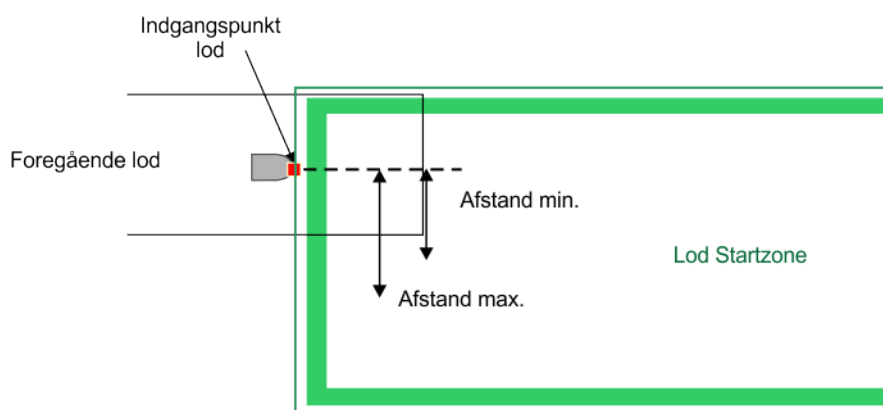 Indgangspunkt
lod
Foregående lod
Afstand min.
Lod Startzone
Afstand max.